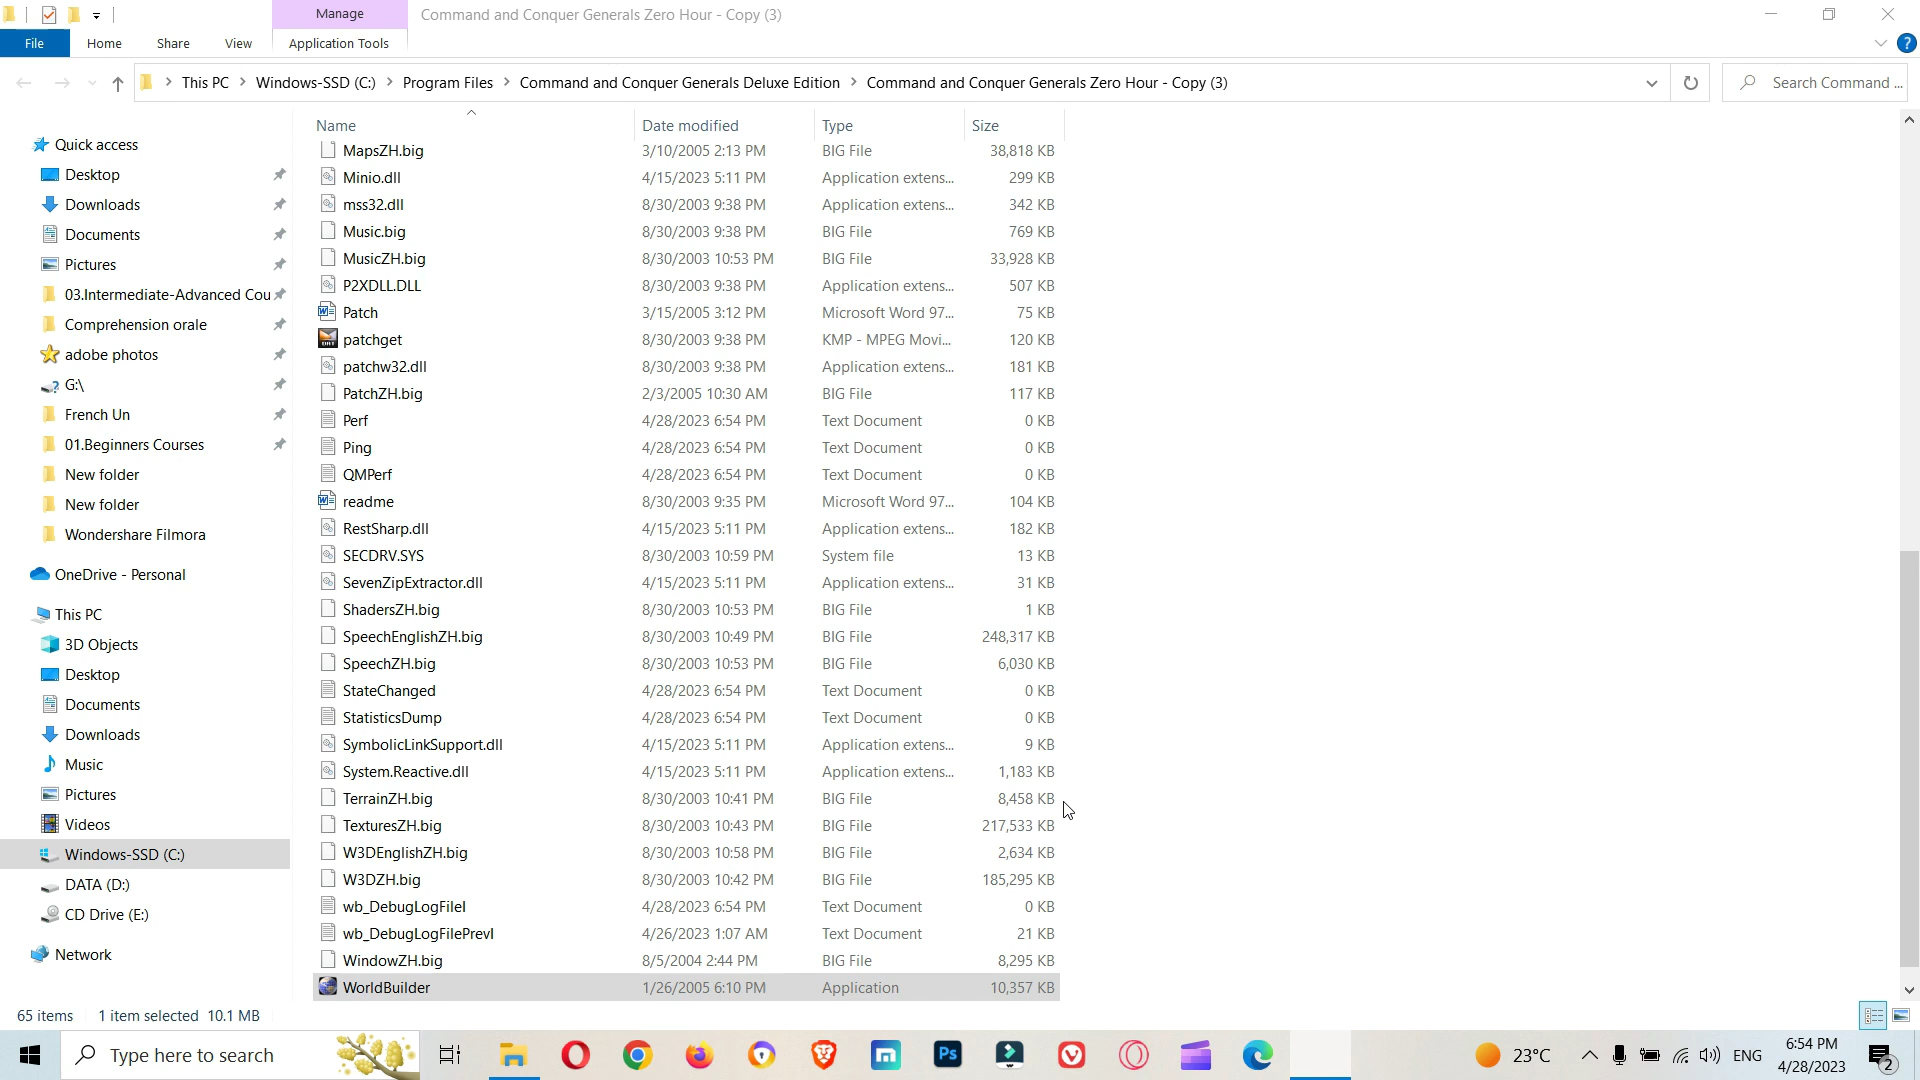 Manage
Command and Conquer Generals Zero Hour - Copy (3)
File
Home
Share
View
Application Tools
This PC > Windows-SSD (C:) > Program Files > Command and Conquer Generals Deluxe Edition > Command and Conquer Generals Zero Hour - Copy (3)
Search Command ...
Quick access
Desktop
Downloads
Documents
Pictures
03.Intermediate-Advanced Cou
Comprehension orale
adobe photos
G:\
French Un
01.Beginners Courses
New folder
New folder
Wondershare Filmora
OneDrive - Personal
This PC
3D Objects
Desktop
Documents
Downloads
Music
Pictures
Videos
Windows-SSD (C:)
DATA (D:)
CD Drive (E:)
Network
Name Date modified Type Size
MapsZH.big 3/10/2005 2:13 PM BIG File 38,818 KB
Minio.dll 4/15/2023 5:11 PM Application extens... 299 KB
mss32.dll 8/30/2003 9:38 PM Application extens... 342 KB
Music.big 8/30/2003 9:38 PM BIG File 769 KB
MusicZH.big 8/30/2003 10:53 PM BIG File 33,928 KB
P2XDLL.DLL 8/30/2003 9:38 PM Application extens... 507 KB
Patch 3/15/2005 3:12 PM Microsoft Word 97... 75 KB
patchget 8/30/2003 9:38 PM KMP - MPEG Movi... 120 KB
patchw32.dll 8/30/2003 9:38 PM Application extens... 181 KB
PatchZH.big 2/3/2005 10:30 AM BIG File 117 KB
Perf 4/28/2023 6:54 PM Text Document 0 KB
Ping 4/28/2023 6:54 PM Text Document 0 KB
QMPerf 4/28/2023 6:54 PM Text Document 0 KB
readme 8/30/2003 9:35 PM Microsoft Word 97... 104 KB
RestSharp.dll 4/15/2023 5:11 PM Application extens... 182 KB
SECDRV.SYS 8/30/2003 10:59 PM System file 13 KB
SevenZipExtractor.dll 4/15/2023 5:11 PM Application extens... 31 KB
ShadersZH.big 8/30/2003 10:53 PM BIG File 1 KB
SpeechEnglishZH.big 8/30/2003 10:49 PM BIG File 248,317 KB
SpeechZH.big 8/30/2003 10:53 PM BIG File 6,030 KB
StateChanged 4/28/2023 6:54 PM Text Document 0 KB
StatisticsDump 4/28/2023 6:54 PM Text Document 0 KB
SymbolicLinkSupport.dll 4/15/2023 5:11 PM Application extens... 9 KB
System.Reactive.dll 4/15/2023 5:11 PM Application extens... 1,183 KB
TerrainZH.big 8/30/2003 10:41 PM BIG File 8,458 KB
TexturesZH.big 8/30/2003 10:43 PM BIG File 217,533 KB
W3DEnglishZH.big 8/30/2003 10:58 PM BIG File 2,634 KB
W3DZH.big 8/30/2003 10:42 PM BIG File 185,295 KB
wb_DebugLogFileI 4/28/2023 6:54 PM Text Document 0 KB
wb_DebugLogFilePrevI 4/26/2023 1:07 AM Text Document 21 KB
WindowZH.big 8/5/2004 2:44 PM BIG File 8,295 KB
WorldBuilder 1/26/2005 6:10 PM Application 10,357 KB
65 items 1 item selected 10.1 MB
Type here to search
Ps
23°C
ENG
6:54 PM
4/28/2023
2